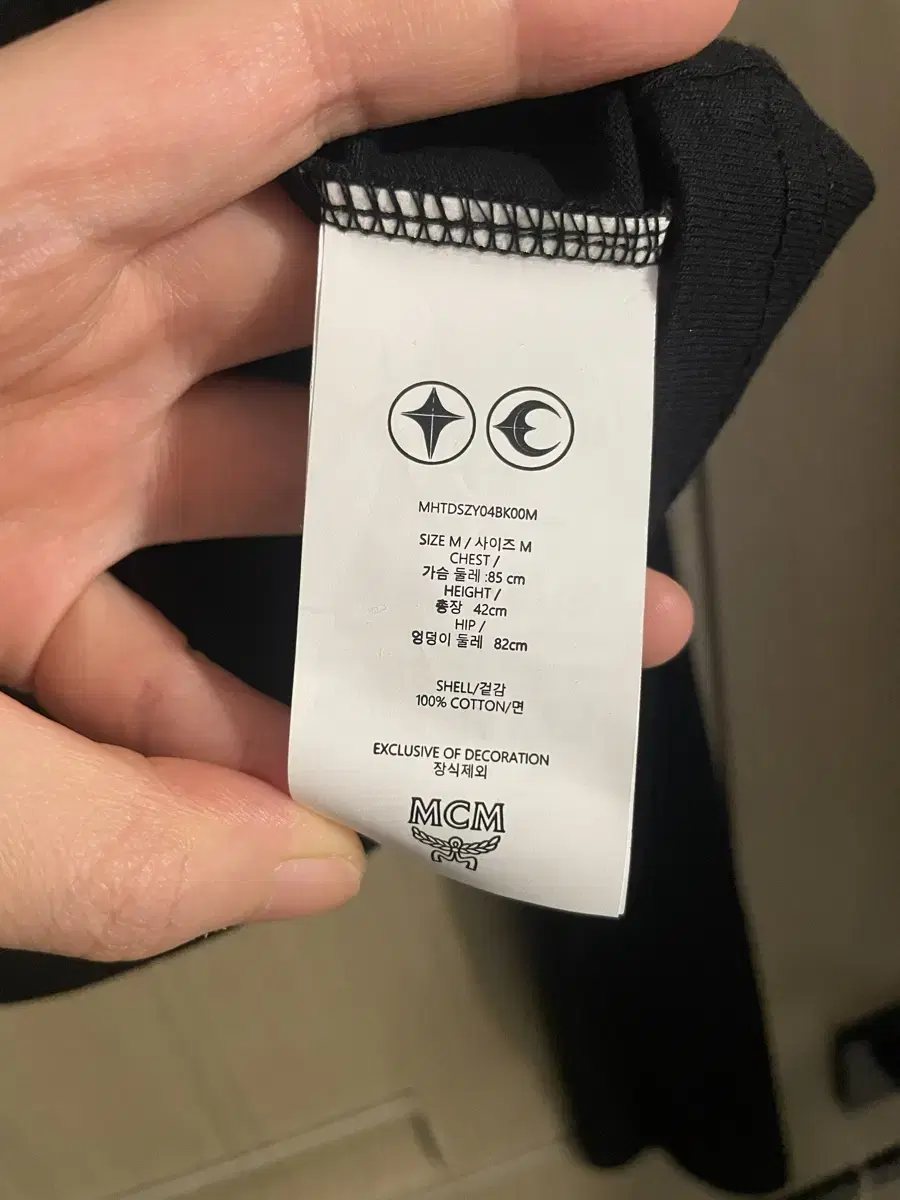 MHTDSZY04BK00M
SIZE M / 사이즈 M
CHEST /
가슴 둘레 :85 cm
HEIGHT /
총장 42cm
HIP /
엉덩이 둘레 82cm
SHELL/겉감
100% COTTON/면
EXCLUSIVE OF DECORATION
장식제외
MCM